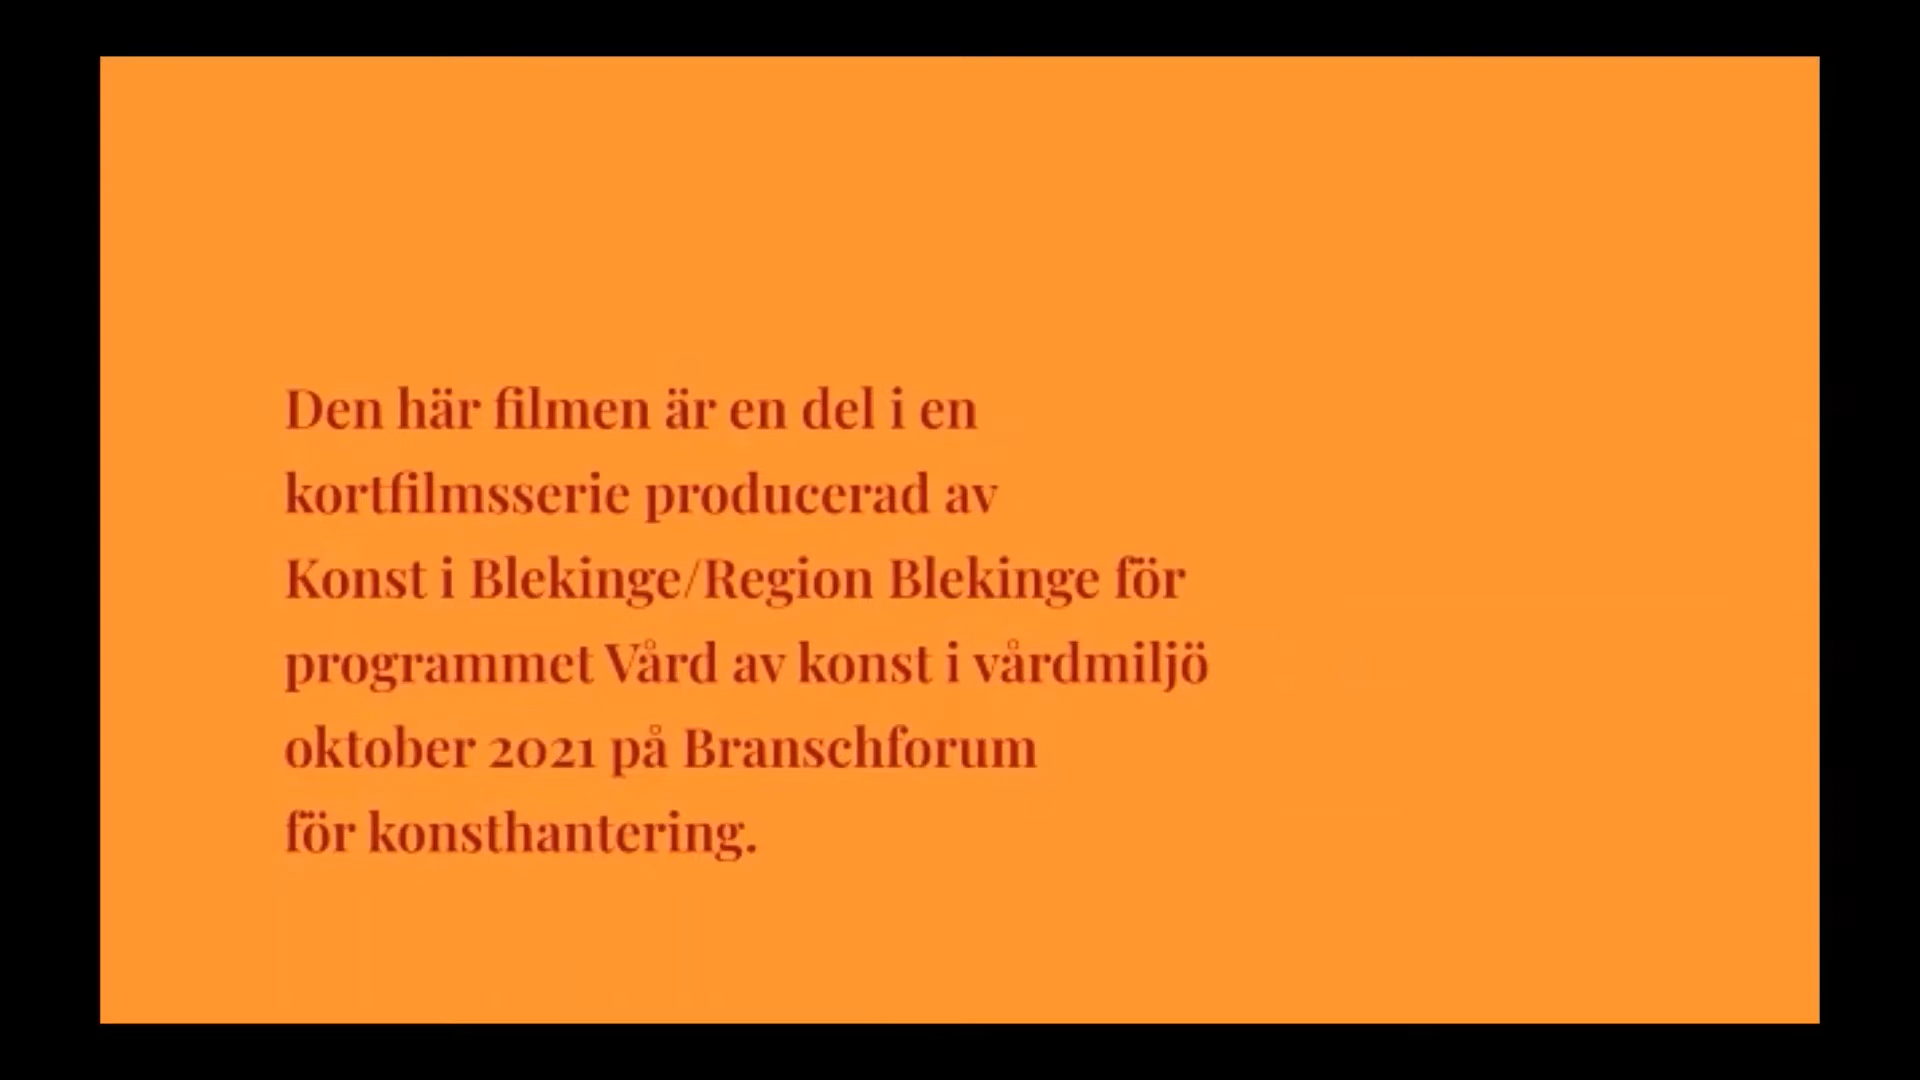 Den här filmen är en del i en
kortfilmsserie producerad av
Konst i Blekinge/Region Blekinge för
programmet Vård av konst i vårdmiljö
oktober 2021 på Branschforum
för konsthantering.